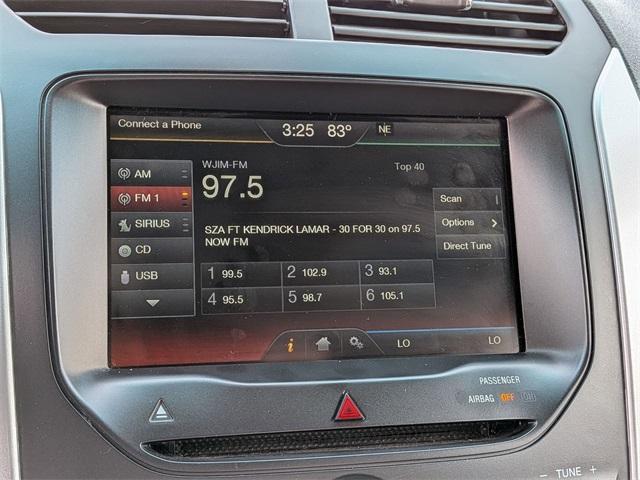 Connect a Phone
3:25 83º NE
WJIM-FM
Top 40
97.5
AM
FM 1
SIRIUS
CD
USB
SZA FT KENDRICK LAMAR - 30 FOR 30 on 97.5
NOW FM
Scan
Options >
Direct Tune
1 99.5 2 102.9 3 93.1
4 95.5 5 98.7 6 105.1
i
LO LO
PASSENGER
AIRBAG OFF ON
- TUNE +